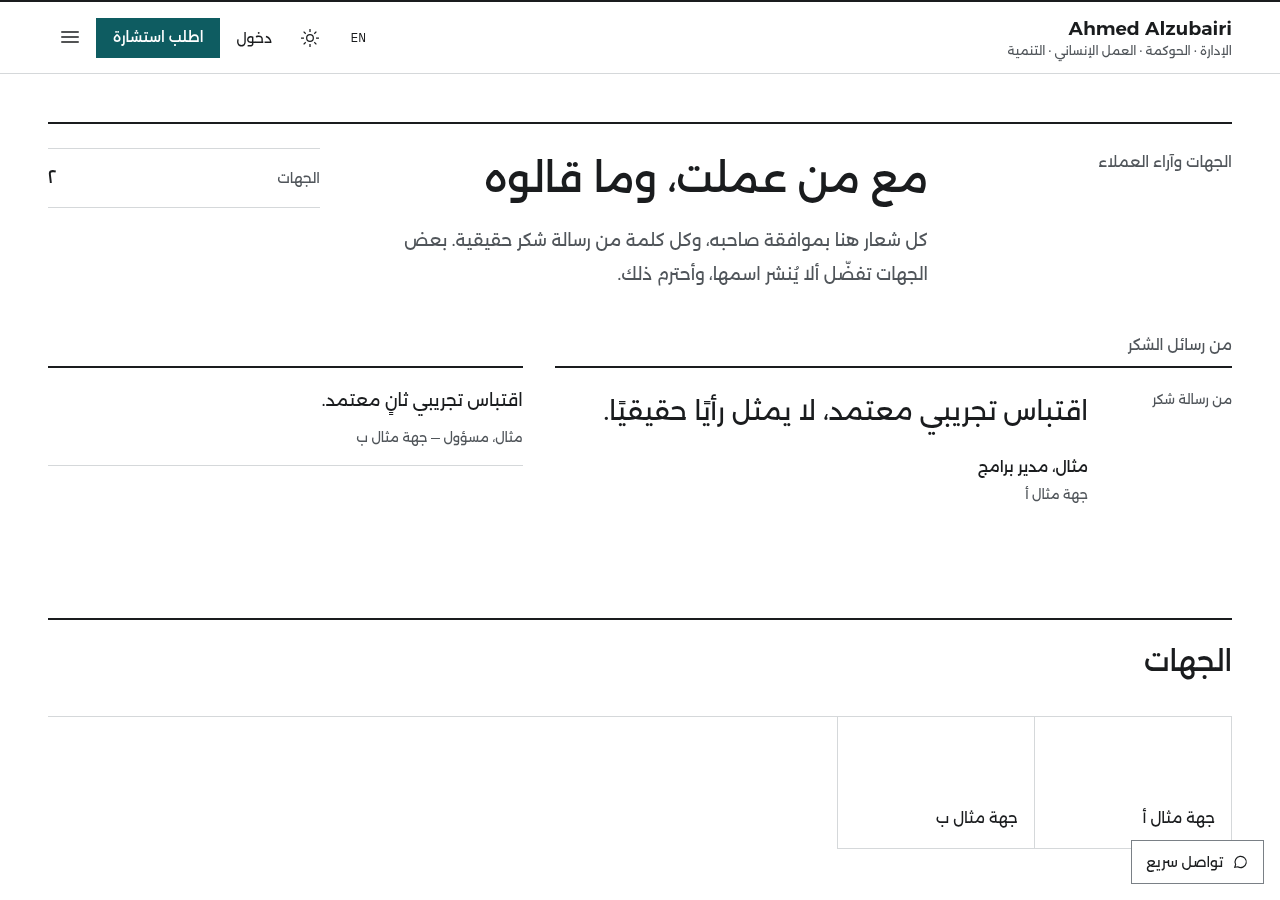 Ahmed Alzubairi
الإدارة · الحوكمة · العمل الإنساني · التنمية
EN
دخول
اطلب استشارة
الجهات وآراء العملاء
مع من عملت، وما قالوه
كل شعار هنا بموافقة صاحبه، وكل كلمة من رسالة شكر حقيقية. بعض
الجهات تفضّل ألا يُنشر اسمها، وأحترم ذلك.
الجهات
٢
من رسائل الشكر
من رسالة شكر
اقتباس تجريبي معتمد، لا يمثل رأيًا حقيقيًا.
مثال، مدير برامج
جهة مثال أ
اقتباس تجريبي ثانٍ معتمد.
مثال، مسؤول — جهة مثال ب
الجهات
جهة مثال أ
جهة مثال ب
تواصل سريع